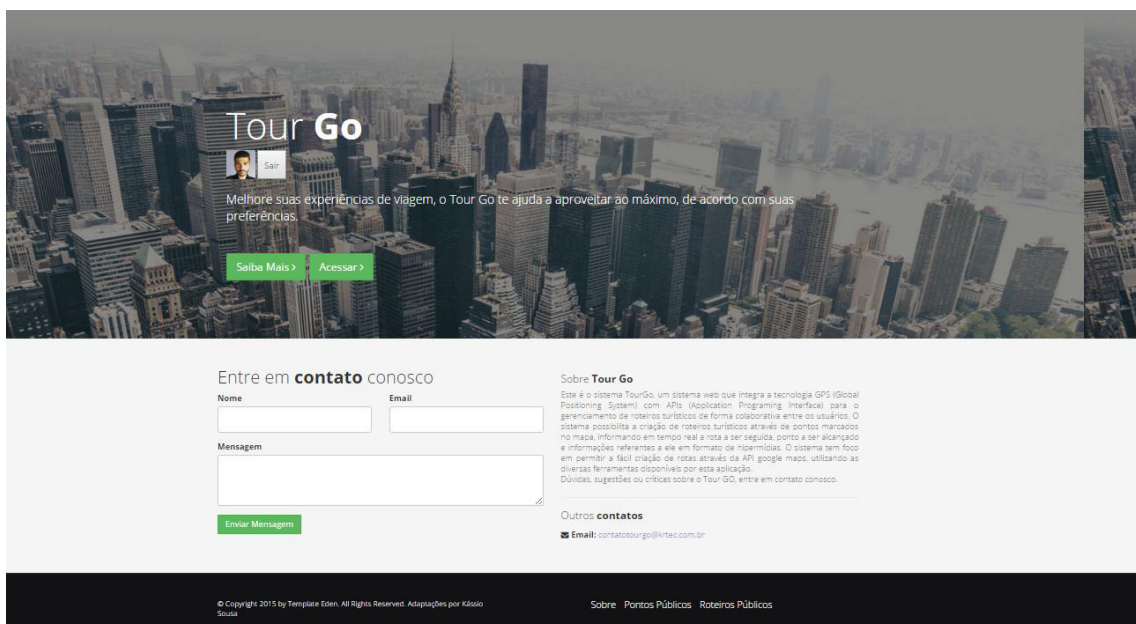 Tour Go
Sair
Melhore suas experiências de viagem, o Tour Go te ajuda a aproveitar ao máximo, de acordo com suas
preferências.
Saiba Mais >
Acessar >
Entre em contato conosco
Nome
Email
Mensagem
Enviar Mensagem
Sobre Tour Go
Este é o sistema TourGo, um sistema web que integra a tecnologia GPS (Global
Positioning System) com APIs (Application Programing Interface) para o
gerenciamento de roteiros turísticos de forma colaborativa entre os usuários. O
sistema possibilita a criação de roteiros turísticos através de pontos marcados
no mapa, informando em tempo real a rota a ser seguida, ponto a ser alcançado
e informações referentes a ele em formato de hipermídias. O sistema tem foco
em permitir a fácil criação de rotas através da API google maps, utilizando as
diversas ferramentas disponíveis por esta aplicação.
Dúvidas, sugestões ou críticas sobre o Tour GO, entre em contato conosco.
Outros contatos
Email: contatotourgo@krtec.com.br
© Copyright 2015 by Template Eden. All Rights Reserved. Adaptações por Kássio
Sousa
Sobre Pontos Públicos Roteiros Públicos